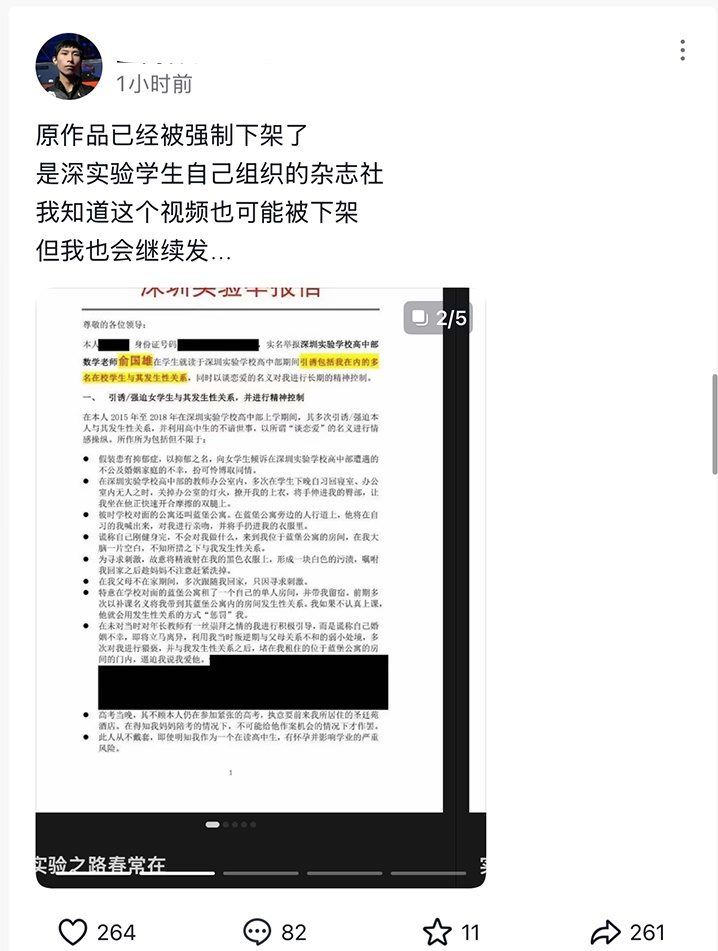 1小时前
原作品已经被强制下架了
是深实验学生自己组织的杂志社
我知道这个视频也可能被下架
但我也会继续发...
深圳实验举报信
2/5
尊敬的各位领导:
本人 身份证号码 ,实名举报深圳实验学校高中部
数学老师俞国雄在学生就读于深圳实验学校高中部期间引诱包括我在内的多
名在校学生与其发生性关系,同时以谈恋爱的名义对我进行长期的精神控制。
一、 引诱/强迫女学生与其发生性关系,并进行精神控制
在本人 2015 年至 2018 年在深圳实验学校高中部上学期间,其多次引诱/强迫本
人与其发生性关系,并利用高中生的不谙世事,以所谓“谈恋爱”的名义进行情
感操纵。所作所为包括但不限于:
● 假装患有抑郁症,以抑郁之名,向女学生倾诉在深圳实验学校高中部遭遇的
不公及婚姻家庭的不幸,扮可怜博取同情。
● 在深圳实验学校高中部的教师办公室内,多次在学生下晚自习回寝室、办公
室内无人之时,关掉办公室的灯火,撩开我的上衣,将手伸进我的臀部,让
我坐在他正快速开合摩擦的双腿上。
● 彼时学校对面的公寓还叫蓝堡公寓。在蓝堡公寓旁边的人行道上,他将在自
习的我喊出来,对我进行亲吻,并将手扔进我的衣服里。
● 谎称自己刚健身完,不会对我做什么,来到我位于蓝堡公寓的房间,在我大
脑一片空白,不知所措之下与我发生性关系。
● 为寻求刺激,故意将精液射在我的黑色衣服上,形成一块白色的污渍,嘱咐
我回家之后趁妈妈不注意赶紧洗掉。
● 在我父母不在家期间,多次跟随我回家,只因寻求刺激。
● 特意在学校对面的蓝堡公寓租了一个自己的单人房间,并带我留宿。前期多
次以补课名义将我带到其蓝堡公寓内的房间发生性关系。我如果不认真上课,
他就会用发生性关系的方式“惩罚”我。
● 在未对当时对年长教师有一丝崇拜之情的我进行积极引导,而是谎称自己婚
姻不幸,即将立马离异,利用我当时叛逆期与父母关系不和的弱小处境,多
次对我进行猥亵,并与我发生性关系之后,堵在我租住的位于蓝堡公寓的房
间的门内,逼迫我说我爱他。
● 高考当晚,其不顾本人仍在参加紧张的高考,执意要前来我所居住的圣廷苑
酒店。在得知我妈妈陪考的情况下,不可能给他作案机会的情况下才作罢。
● 此人从不戴套,即使明知我作为一个在读高中生,有怀孕并影响学业的严重
风险。
1
实验之路春常在
264
82
11
261